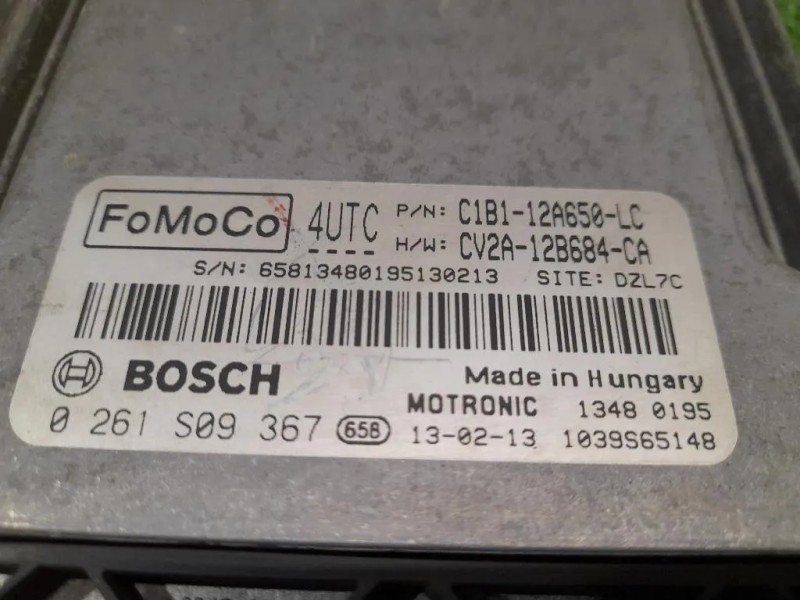 FoMoCo 4UTC P/N: C1B1-12A650-LC
H/W: CV2A-12B684-CA
S/N: 65813480195130213 SITE: DZL7C
BOSCH Made in Hungary
MOTRONIC 1348 0195
0 261 S09 367 658 13-02-13 1039S65148